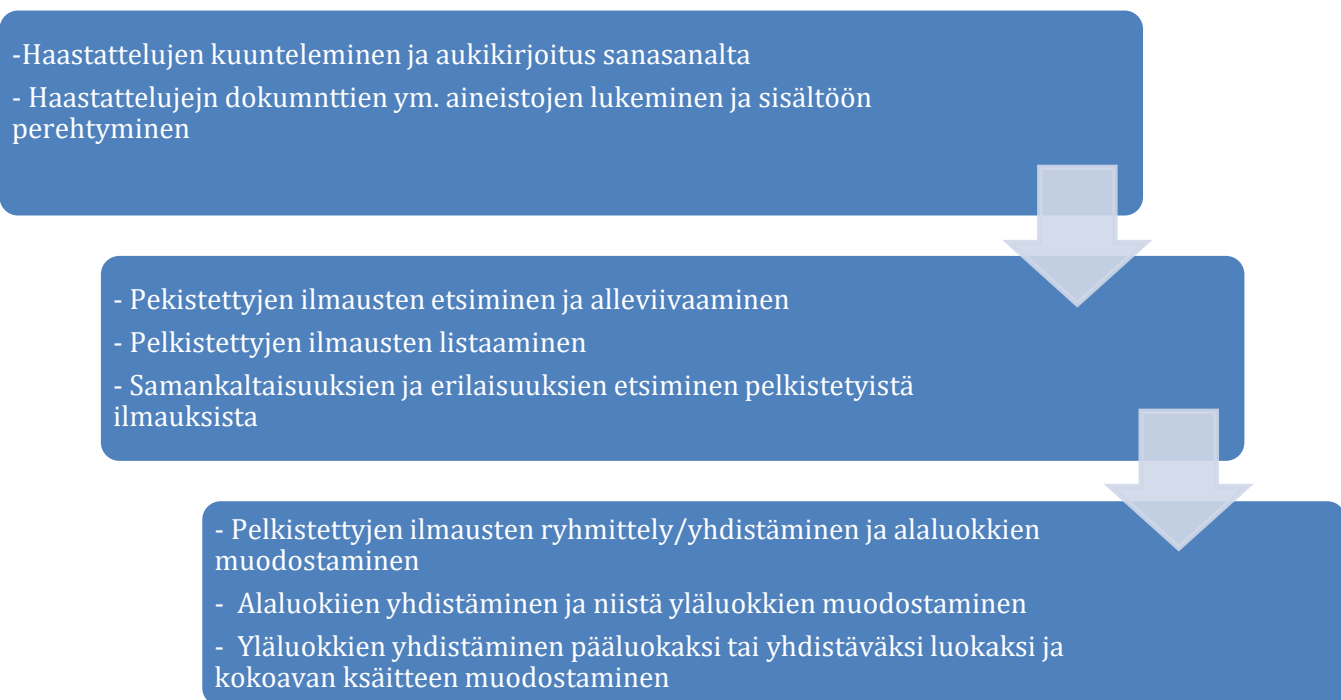 -Haastattelujen kuunteleminen ja aukikirjoitus sanasanalta
- Haastattelujejn dokumnttien ym. aineistojen lukeminen ja sisältöön
perehtyminen
- Pekistettyjen ilmausten etsiminen ja alleviivaaminen
- Pelkistettyjen ilmausten listaaminen
- Samankaltaisuuksien ja erilaisuuksien etsiminen pelkistetyistä
ilmauksista
- Pelkistettyjen ilmausten ryhmittely/yhdistäminen ja alaluokkien
muodostaminen
- Alaluokiien yhdistäminen ja niistä yläluokkien muodostaminen
- Yläluokkien yhdistäminen pääluokaksi tai yhdistäväksi luokaksi ja
kokoavan ksäitteen muodostaminen